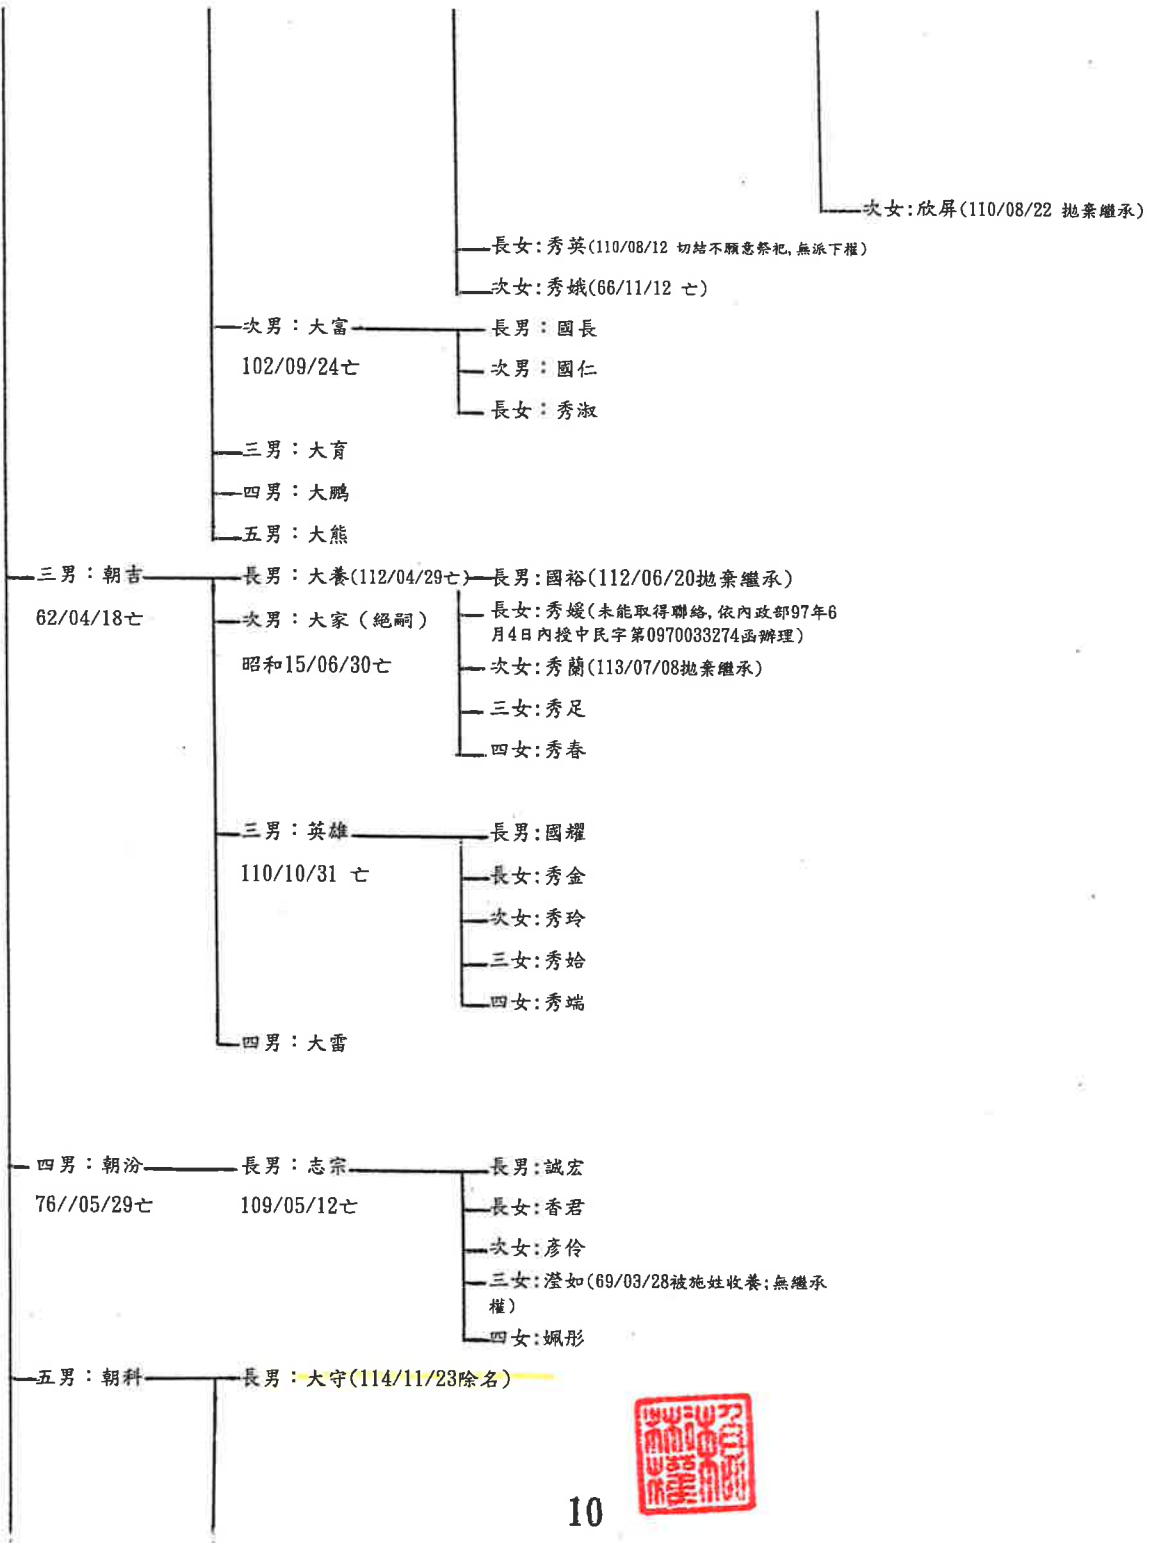 次女:欣屏(110/08/22 拋棄繼承)
長女:秀英(110/08/12 切結不願意祭祀,無派下權)
次女:秀娥(66/11/12 亡)
次男：大富
長男：國長
102/09/24亡
次男：國仁
長女：秀淑
三男：大育
四男：大鵬
五男：大熊
三男：朝吉
長男：大養(112/04/29亡)
長男:國裕(112/06/20拋棄繼承)
62/04/18亡
次男：大家（絕嗣）
長女:秀媛(未能取得聯絡,依內政部97年6
月4日內授中民字第0970033274函辦理)
昭和15/06/30亡
次女:秀蘭(113/07/08拋棄繼承)
三女:秀足
四女:秀春
三男：英雄
長男:國耀
110/10/31 亡
長女:秀金
次女:秀玲
三女:秀姶
四女:秀端
四男：大雷
四男：朝汾
長男：志宗
長男:誠宏
76//05/29亡
109/05/12亡
長女:香君
次女:彥伶
三女:瀅如(69/03/28被施姓收養;無繼承
權)
四女:姵彤
五男：朝科
長男：大守(114/11/23除名)
10